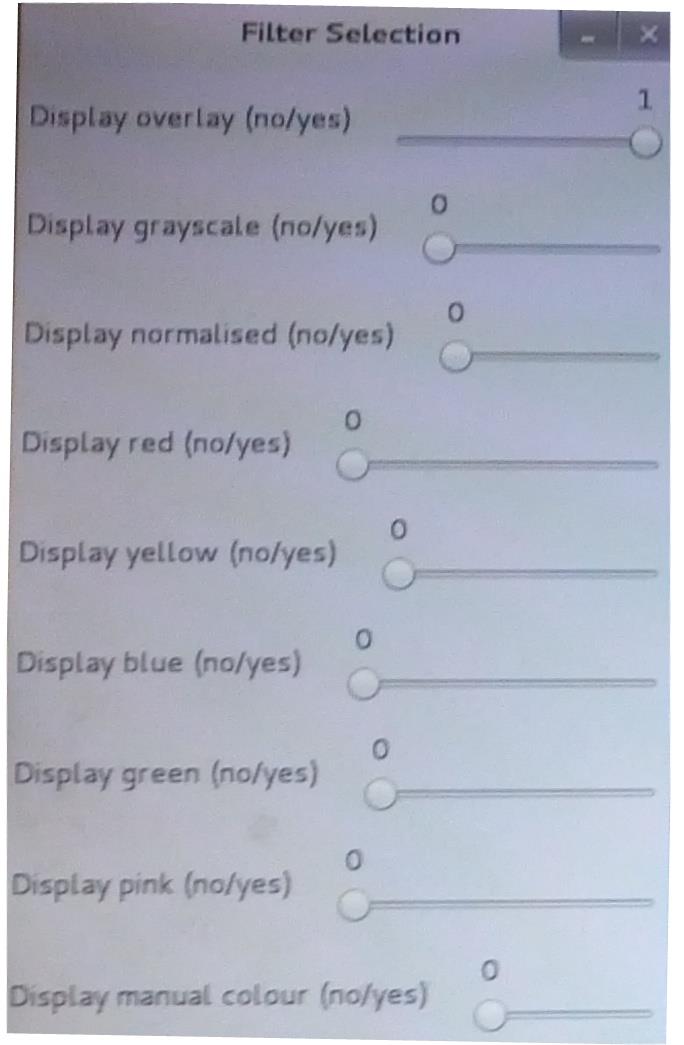 Filter Selection
1
Display overlay (no/yes)
0
Display grayscale (no/yes)
0
Display normalised (no/yes)
0
Display red (no/yes)
0
Display yellow (no/yes)
0
Display blue (no/yes)
0
Display green (no/yes)
0
Display pink (no/yes)
0
Display manual colour (no/yes)